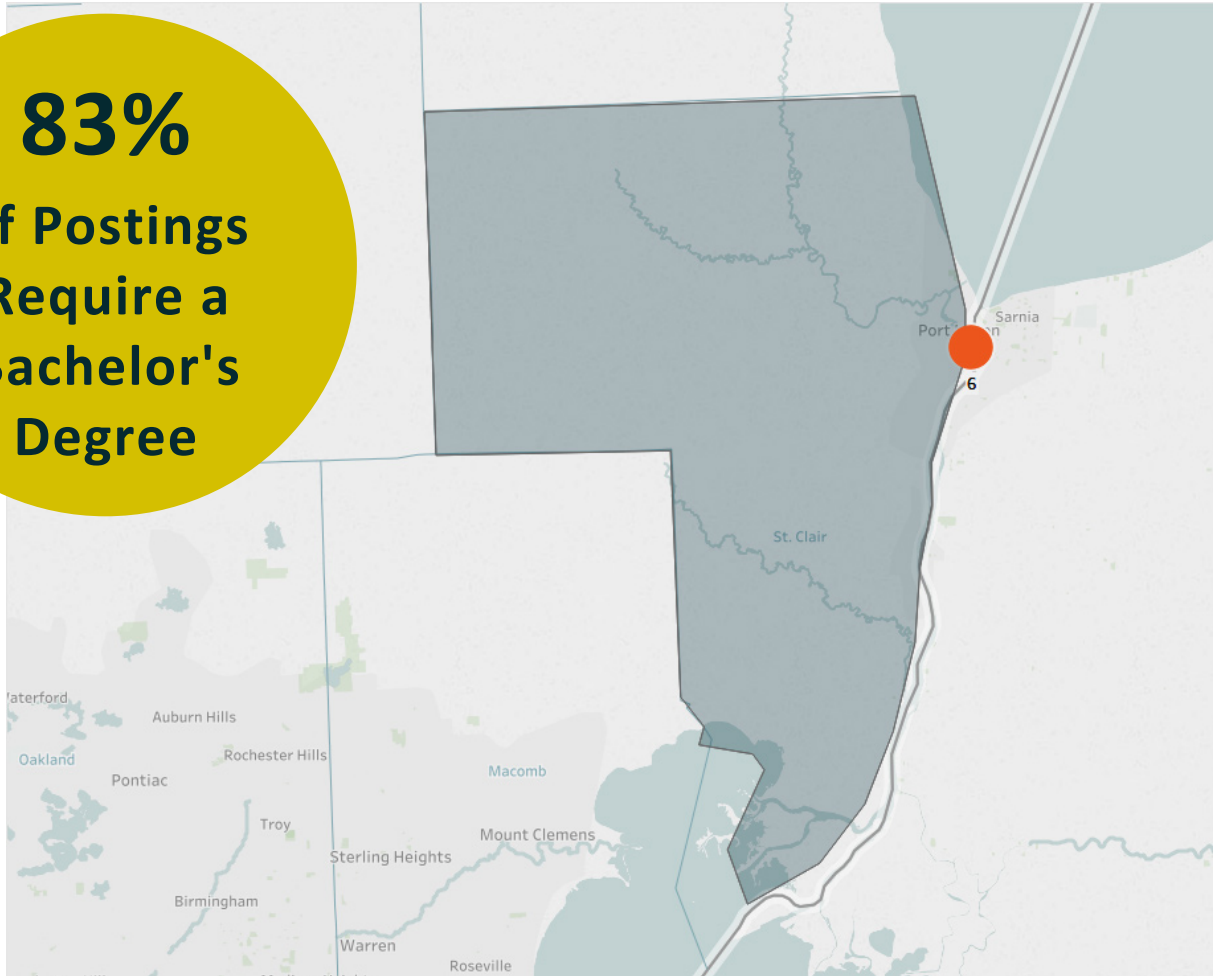 83%
f Postings
Require a
Bachelor's
Degree
Sarnia
Port
n
6
St. Clair
aterford
Auburn Hills
Rochester Hills
Oakland
Pontiac
Macomb
Troy
Mount Clemens
Sterling Heights
Birmingham
Warren
Roseville